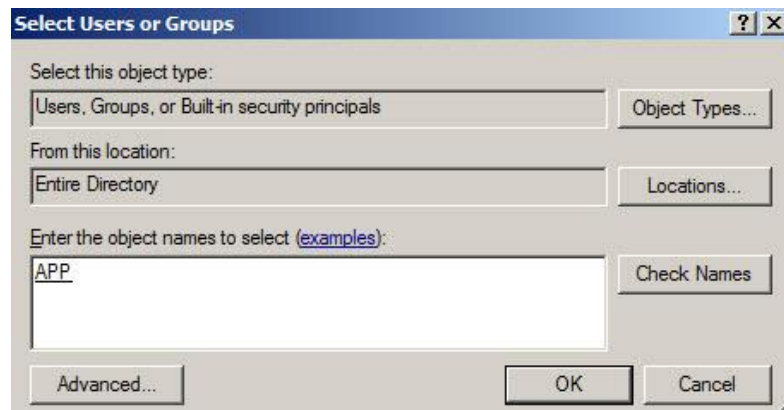 Select Users or Groups
Select this object type:
Users, Groups, or Built-in security principals
Object Types...
From this location:
Entire Directory
Locations...
Enter the object names to select (examples):
APP
Check Names
Advanced...
OK
Cancel